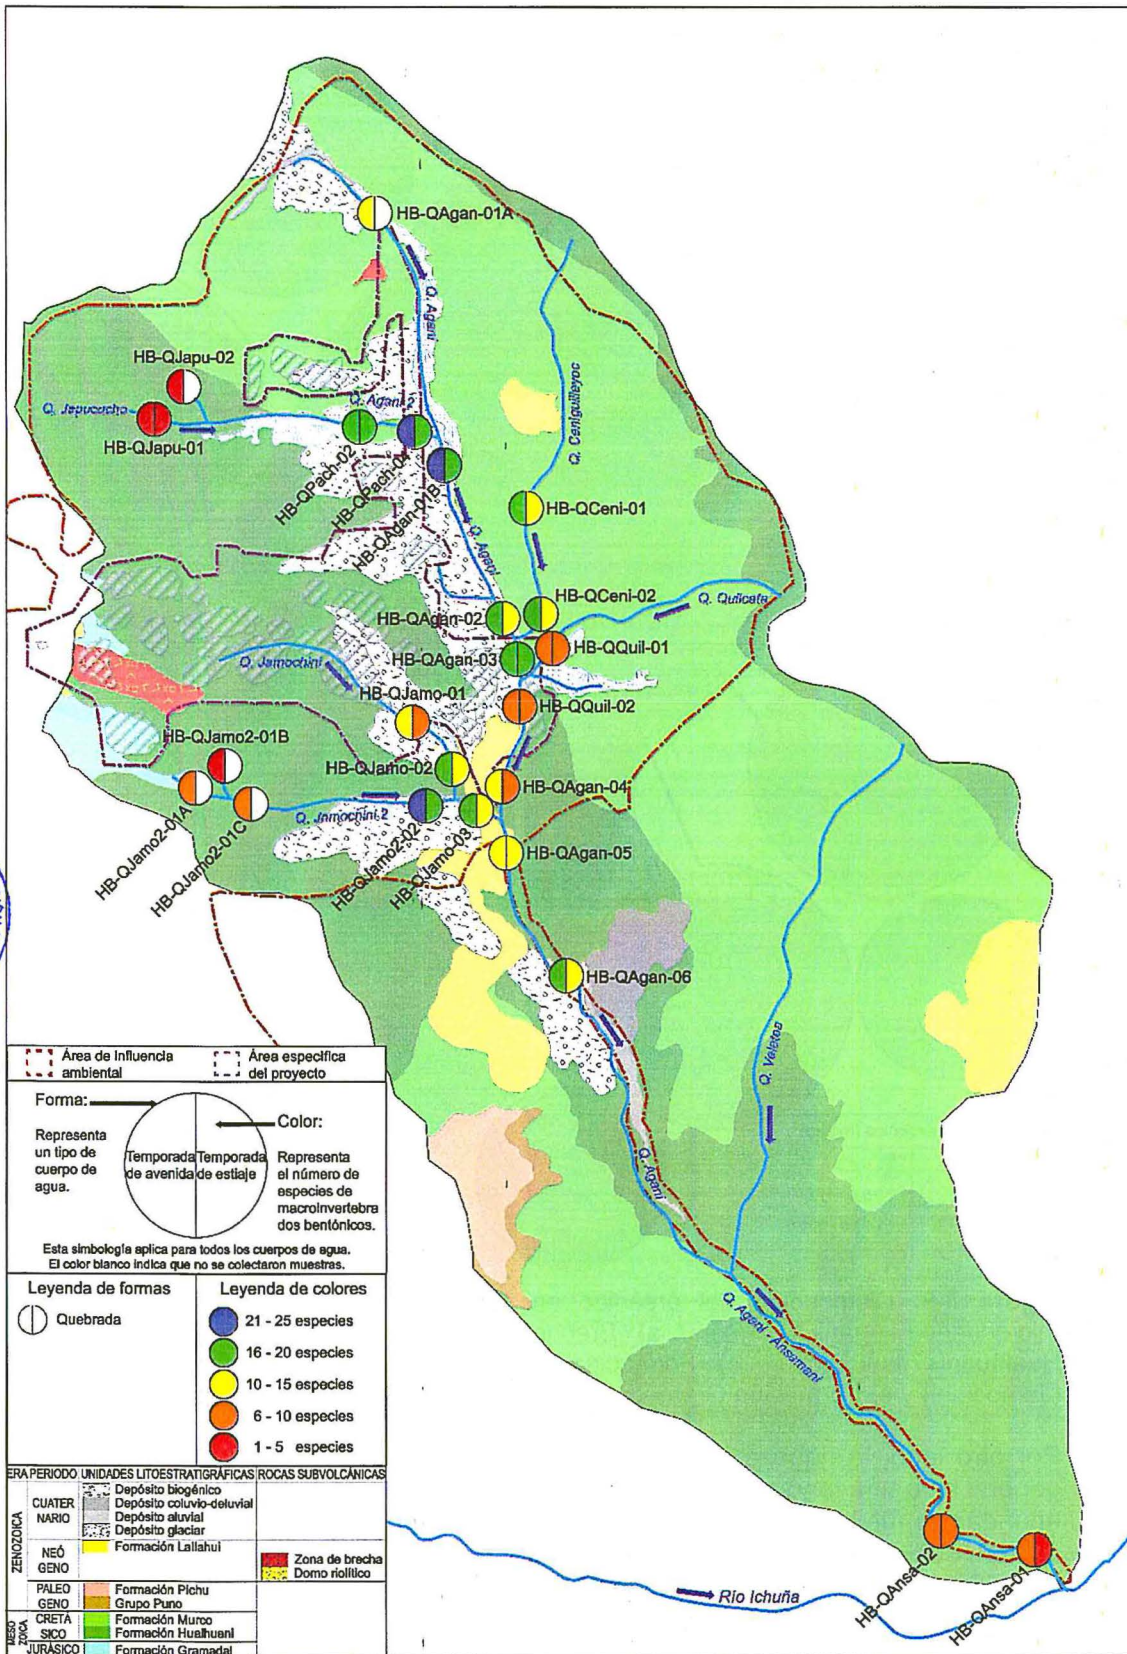 HB-QAgan-01A
Q. Agani
HB-QJapu-02
Q. Japucucho
Q. Agani 2
HB-QJapu-01
HB-QPach-02
HB-QPach-01
HB-QAgan-01B
Q. Agani
Q. Ceniguilleyoc
HB-QCeni-01
HB-QCeni-02
HB-QAgan-02
Q. Quilcata
HB-QQuil-01
HB-QAgan-03
Q. Jamochini
HB-QJamo-01
HB-QQuil-02
HB-QJamo2-01B
HB-QJamo-02
HB-QAgan-04
Q. Jamochini 2
HB-QJamo2-01A
HB-QJamo2-01C
HB-QJamo2-02
HB-QJamo-03
HB-QAgan-05
HB-QAgan-06
Q. Veletoa
Q. Agani
Q. Agani - Ansamani
HB-QAnsa-02
HB-QAnsa-01
Río Ichuña
Área de influencia
ambiental
Área específica
del proyecto
Forma:
Representa
un tipo de
cuerpo de
agua.
Temporada
de avenida
Temporada
de estiaje
Color:
Representa
el número de
especies de
macroinvertebra
dos bentónicos.
Esta simbología aplica para todos los cuerpos de agua.
El color blanco indica que no se colectaron muestras.
Leyenda de formas
Quebrada
Leyenda de colores
21 - 25 especies
16 - 20 especies
10 - 15 especies
6 - 10 especies
1 - 5 especies
ERA PERIODO UNIDADES LITOESTRATIGRÁFICAS ROCAS SUBVOLCÁNICAS
ZENOZOICA
CUATER
NARIO
Depósito biogénico
Depósito coluvio-deluvial
Depósito aluvial
Depósito glaciar
NEÓ
GENO
Formación Lallahui
Zona de brecha
Domo riolítico
PALEO
GENO
Formación Pichu
Grupo Puno
MESO
ZOICA
CRETÁ
SICO
Formación Murco
Formación Hualhuani
JURÁSICO
Formación Gramadal